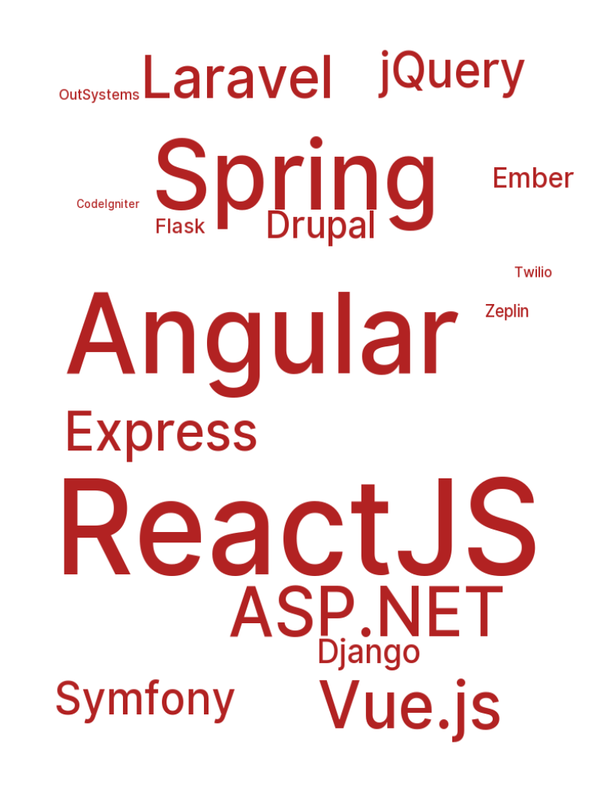 Laravel
jQuery
OutSystems
Spring
Ember
CodeIgniter
Flask
Drupal
Twilio
Zeplin
Angular
Express
ReactJS
ASP.NET
Django
Symfony
Vue.js